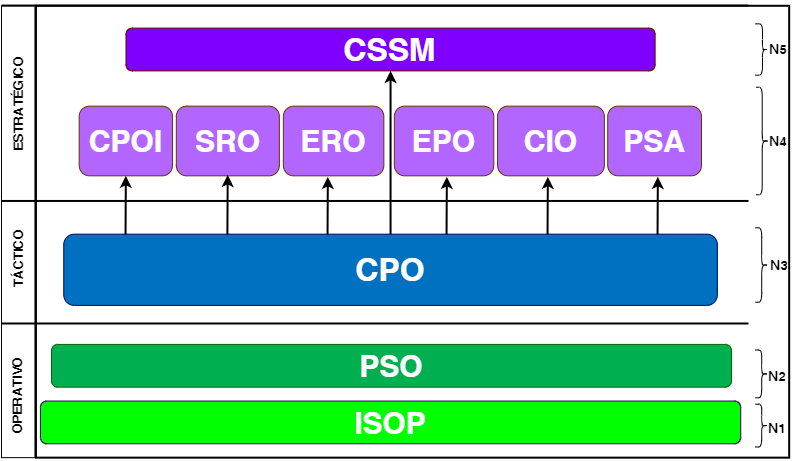 ESTRATÉGICO
CSSM
N5
CPOI SRO ERO EPO CIO PSA
N4
TÁCTICO
CPO
N3
OPERATIVO
PSO
N2
ISOP
N1